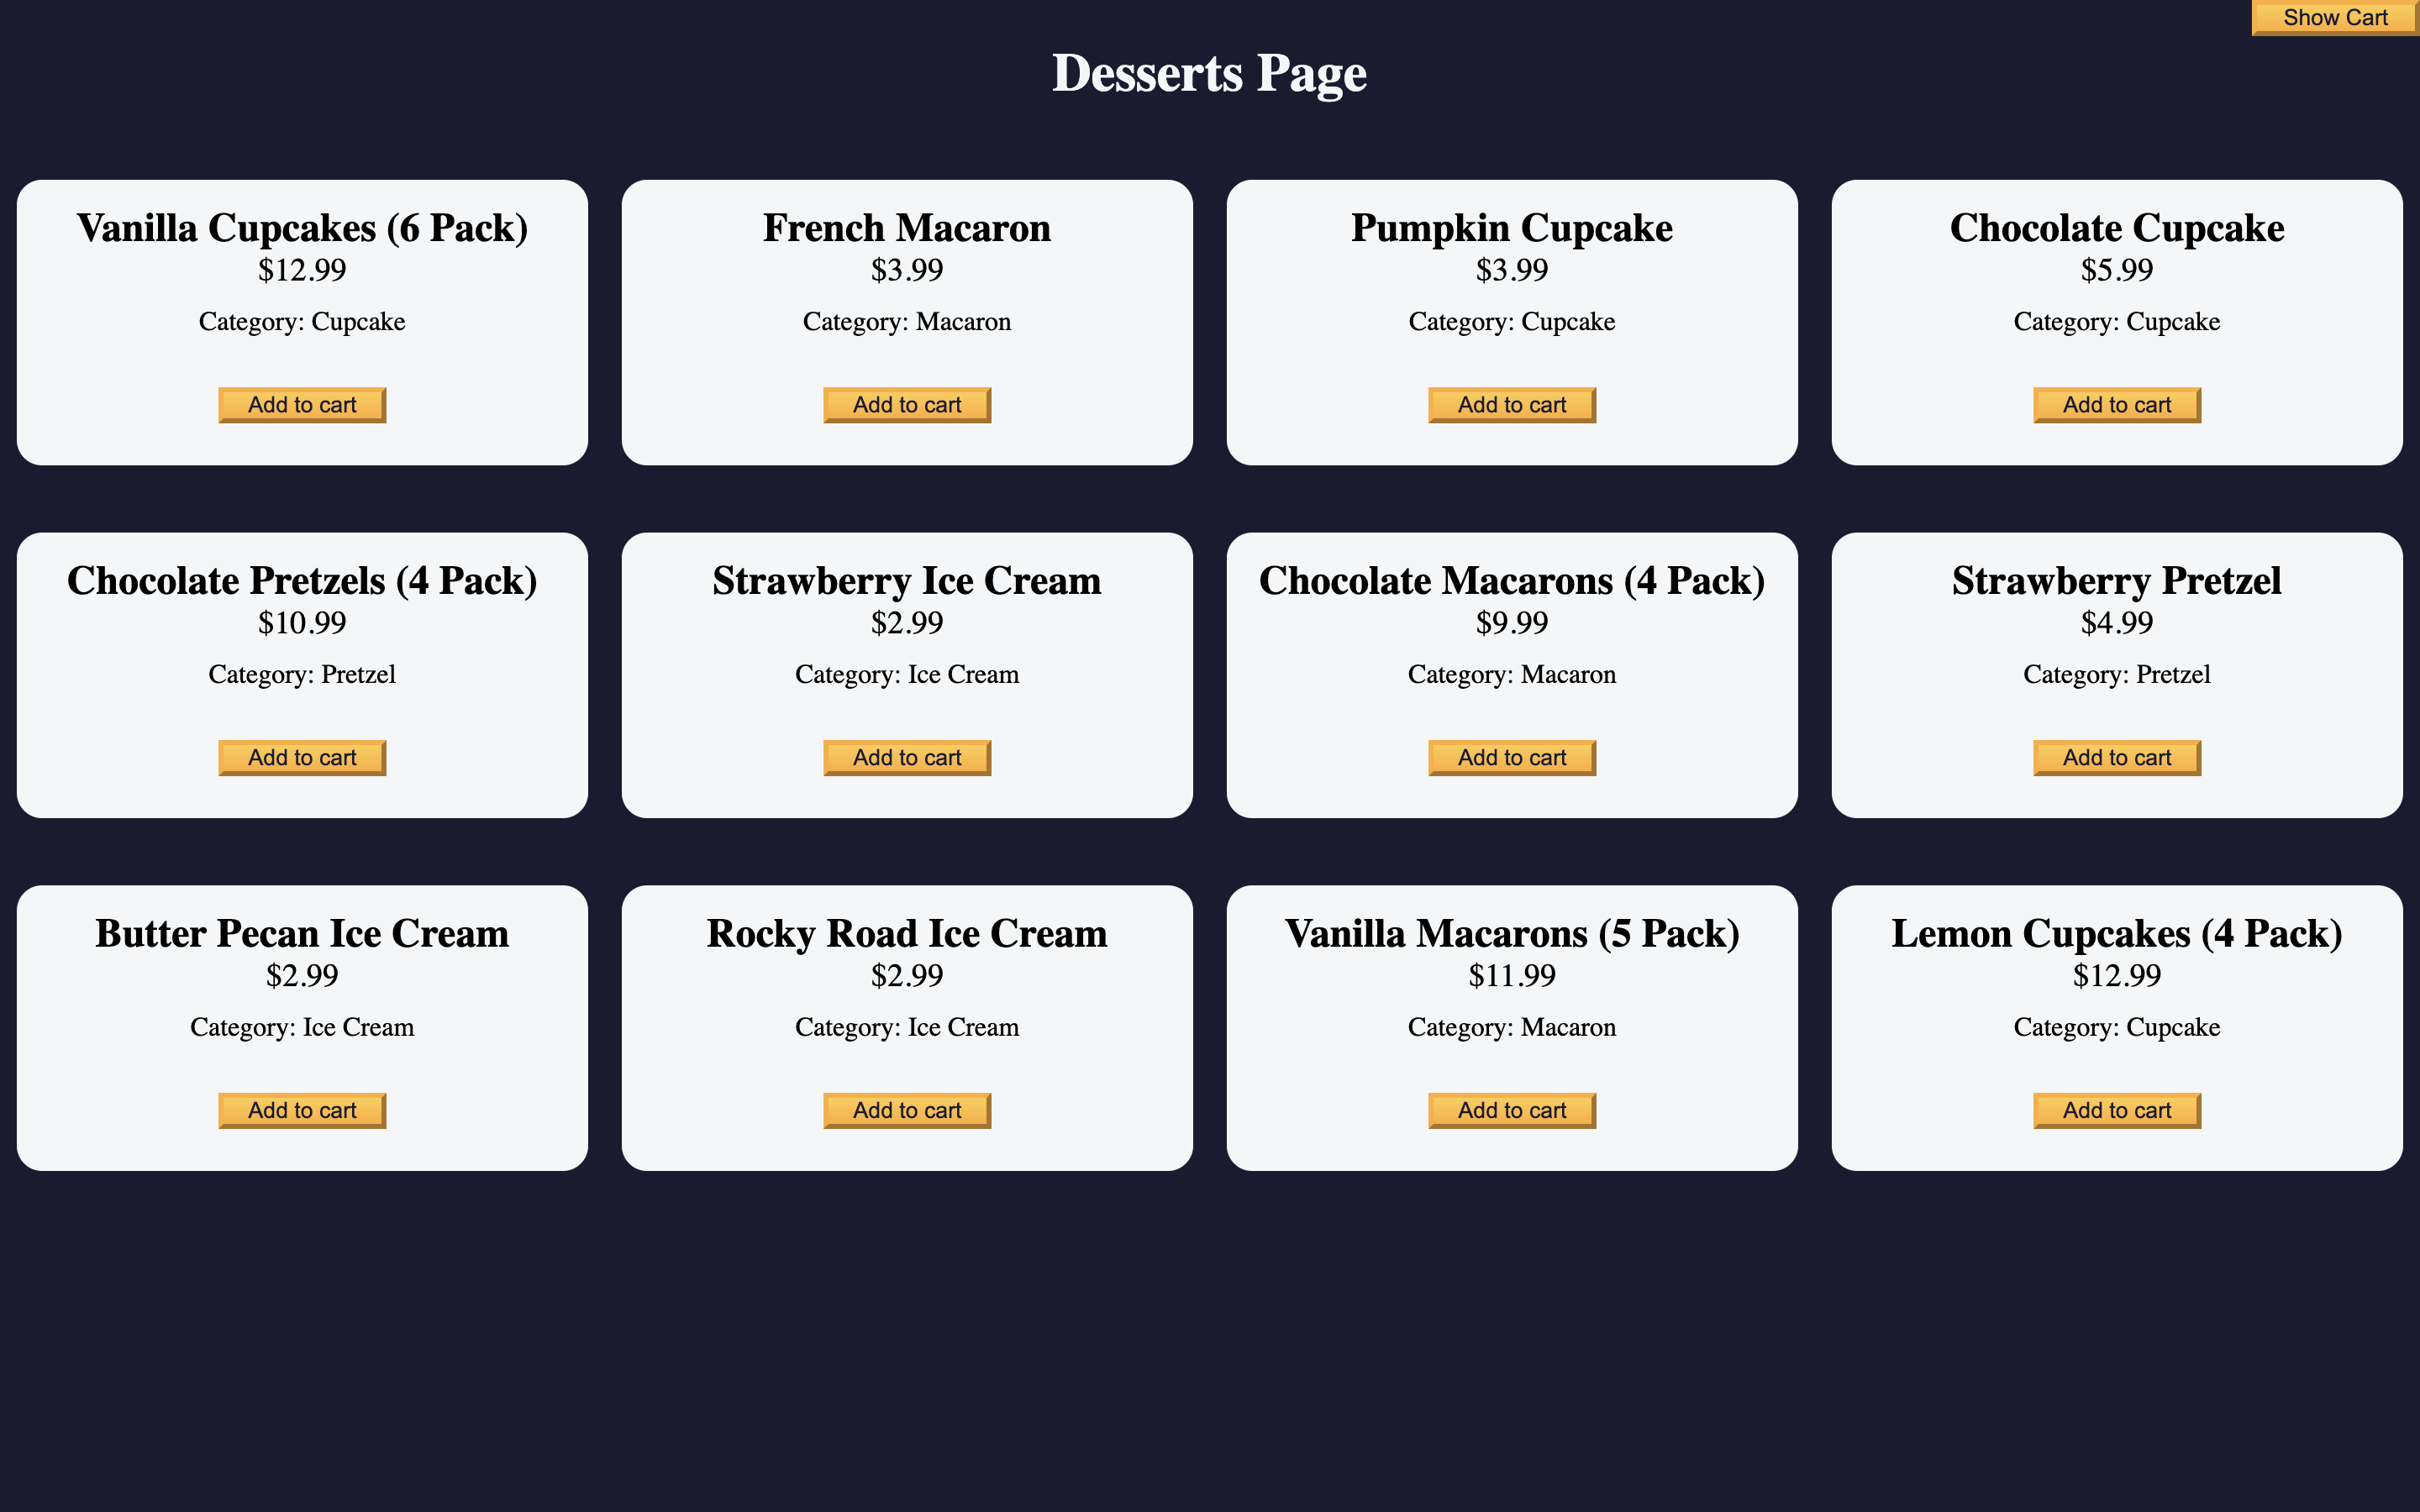 Show Cart
Desserts Page
Vanilla Cupcakes (6 Pack)
$12.99
Category: Cupcake
Add to cart
French Macaron
$3.99
Category: Macaron
Add to cart
Pumpkin Cupcake
$3.99
Category: Cupcake
Add to cart
Chocolate Cupcake
$5.99
Category: Cupcake
Add to cart
Chocolate Pretzels (4 Pack)
$10.99
Category: Pretzel
Add to cart
Strawberry Ice Cream
$2.99
Category: Ice Cream
Add to cart
Chocolate Macarons (4 Pack)
$9.99
Category: Macaron
Add to cart
Strawberry Pretzel
$4.99
Category: Pretzel
Add to cart
Butter Pecan Ice Cream
$2.99
Category: Ice Cream
Add to cart
Rocky Road Ice Cream
$2.99
Category: Ice Cream
Add to cart
Vanilla Macarons (5 Pack)
$11.99
Category: Macaron
Add to cart
Lemon Cupcakes (4 Pack)
$12.99
Category: Cupcake
Add to cart